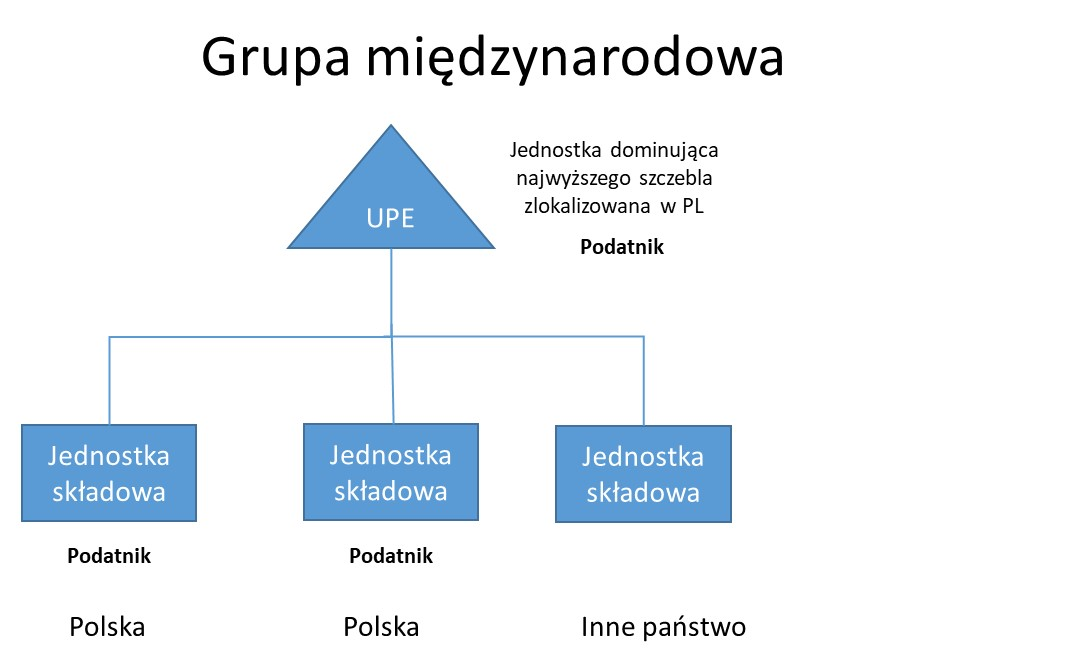 Grupa międzynarodowa
UPE
Jednostka dominująca
najwyższego szczebla
zlokalizowana w PL
Podatnik
Jednostka
składowa
Jednostka
składowa
Jednostka
składowa
Podatnik
Podatnik
Polska
Polska
Inne państwo